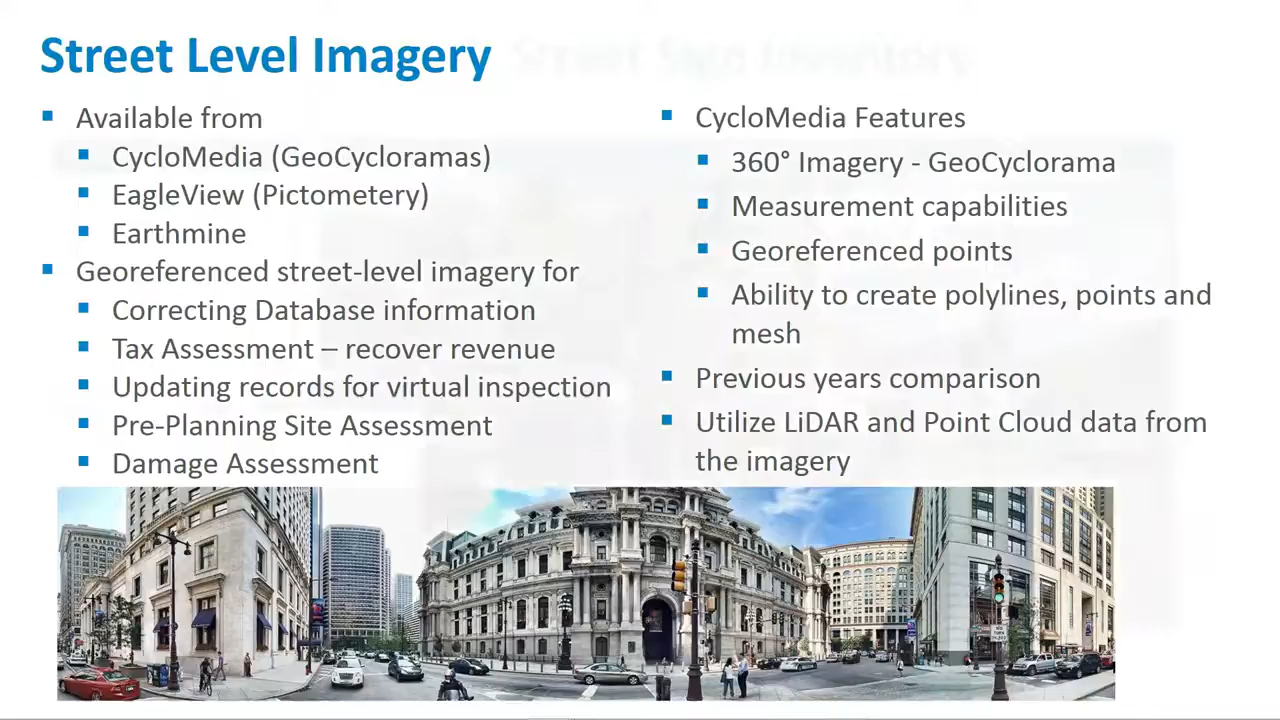 Street Level Imagery
Street Sign Inventory
▪ Available from
▪ CycloMedia (GeoCycloramas)
▪ EagleView (Pictometery)
▪ Earthmine
▪ Georeferenced street-level imagery for
▪ Correcting Database information
▪ Tax Assessment – recover revenue
▪ Updating records for virtual inspection
▪ Pre-Planning Site Assessment
▪ Damage Assessment
▪ CycloMedia Features
▪ 360° Imagery - GeoCyclorama
▪ Measurement capabilities
▪ Georeferenced points
▪ Ability to create polylines, points and
mesh
▪ Previous years comparison
▪ Utilize LiDAR and Point Cloud data from
the imagery